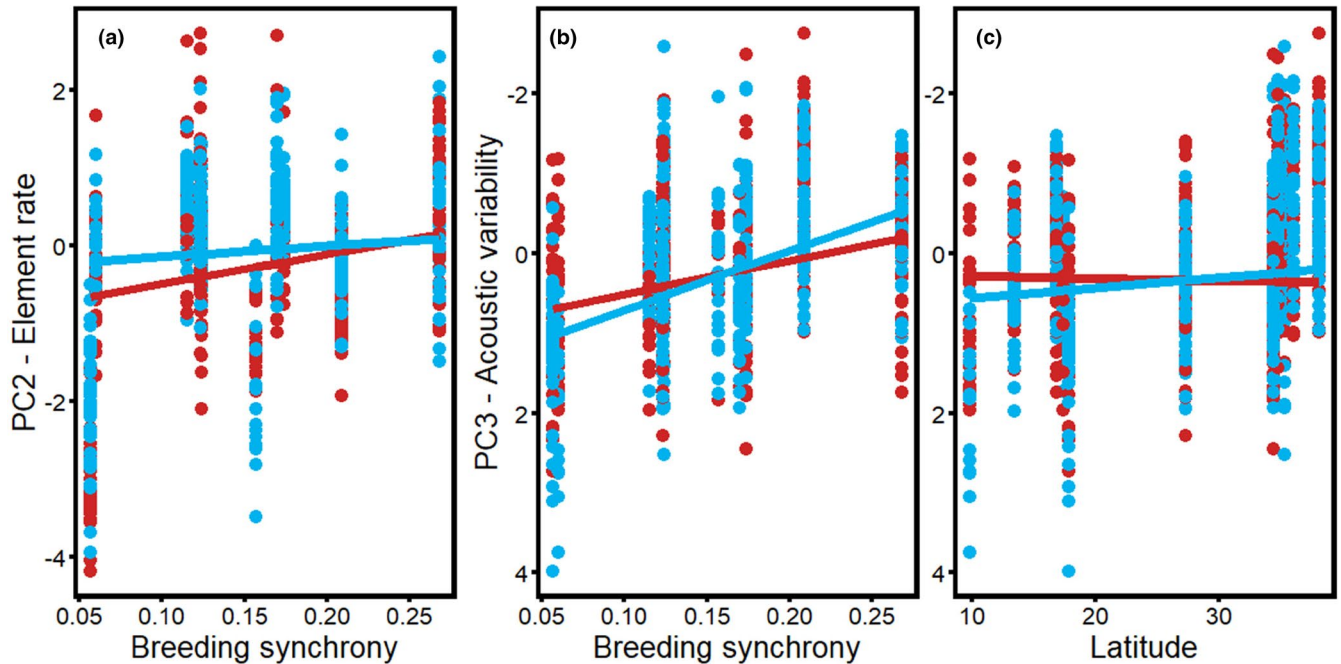 (a)
PC2 - Element rate
2
0
-2
-4
0.05 0.10 0.15 0.20 0.25
Breeding synchrony
(b)
PC3 - Acoustic variability
-2
0
2
4
0.05 0.10 0.15 0.20 0.25
Breeding synchrony
(c)
-2
0
2
4
10 20 30
Latitude